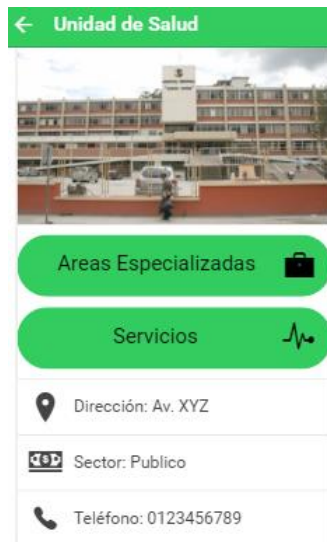 Unidad de Salud
Areas Especializadas
Servicios
Dirección: Av. XYZ
Sector: Publico
Teléfono: 0123456789